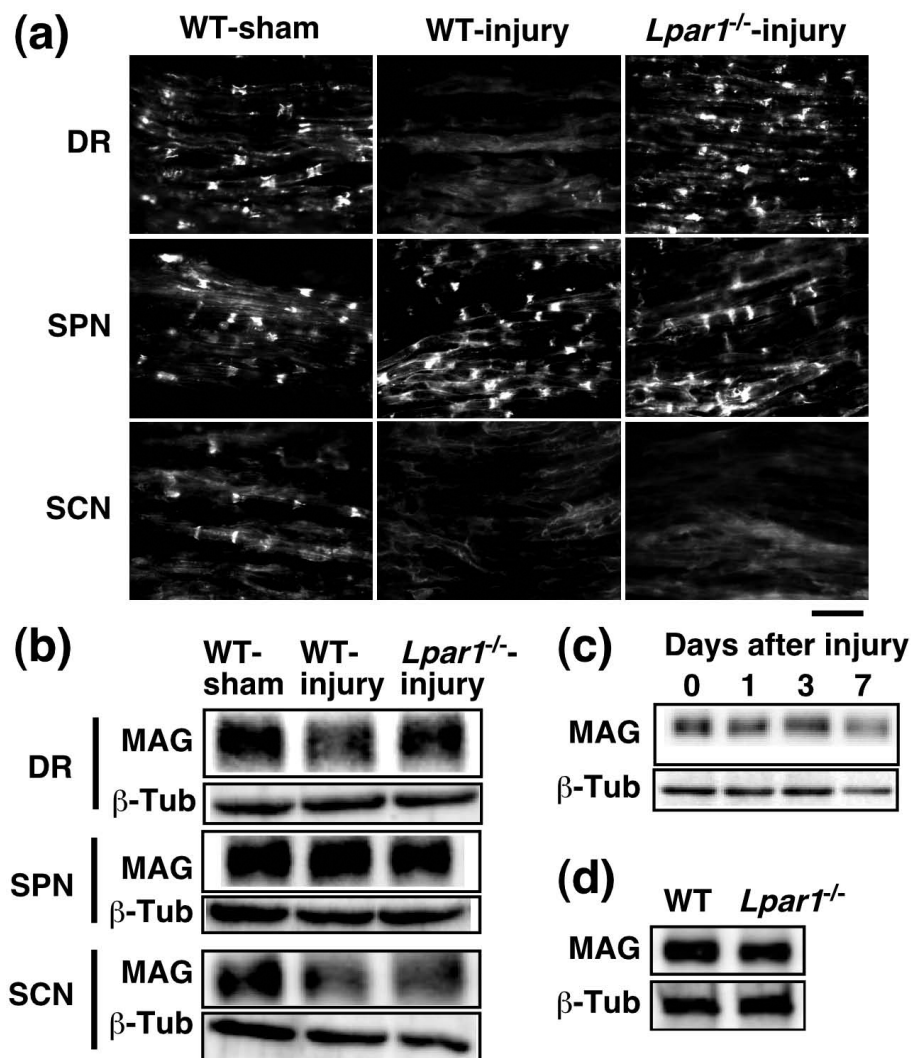 (a)
WT-sham WT-injury Lpar1-/--injury
DR
SPN
SCN
(b)
WT-sham WT-injury Lpar1-/--injury
DR
MAG
β-Tub
SPN
MAG
β-Tub
SCN
MAG
β-Tub
(c)
Days after injury
0 1 3 7
MAG
β-Tub
(d)
WT Lpar1-/-
MAG
β-Tub